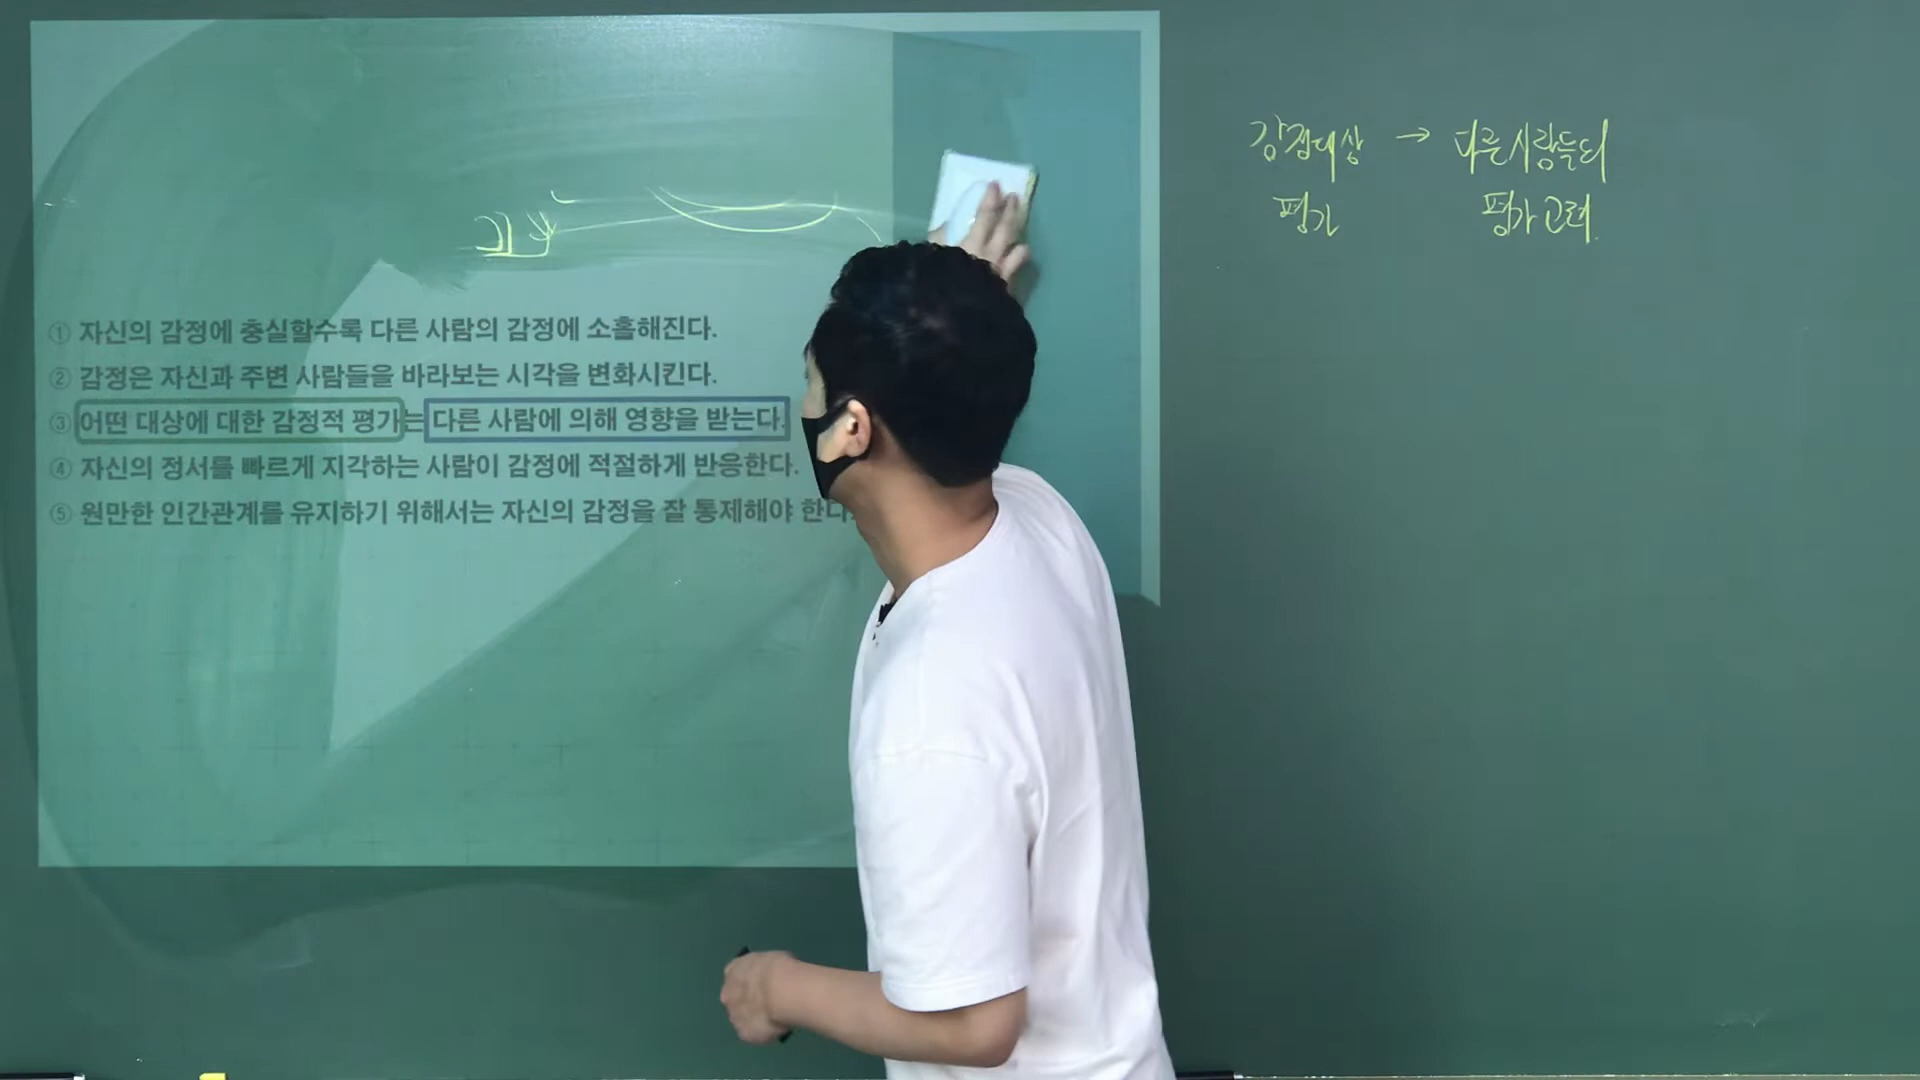 ① 자신의 감정에 충실할수록 다른 사람의 감정에 소홀해진다.
② 감정은 자신과 주변 사람들을 바라보는 시각을 변화시킨다.
③ 어떤 대상에 대한 감정적 평가는 다른 사람에 의해 영향을 받는다.
④ 자신의 정서를 빠르게 지각하는 사람이 감정에 적절하게 반응한다.
⑤ 원만한 인간관계를 유지하기 위해서는 자신의 감정을 잘 통제해야 한다.
→ 다른 사람들의
평가 평가 고려.